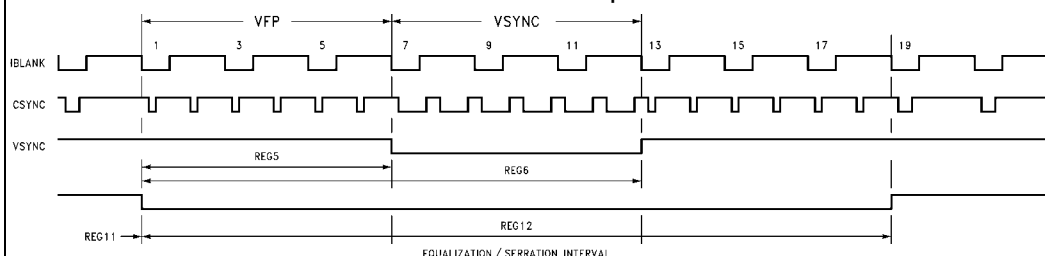 VFP VSYNC
1 3 5 7 9 11 13 15 17 19
HBLANK
CSYNC
VSYNC
REG5
REG6
REG12
REG11
EQUALIZATION / SERRATION INTERVAL